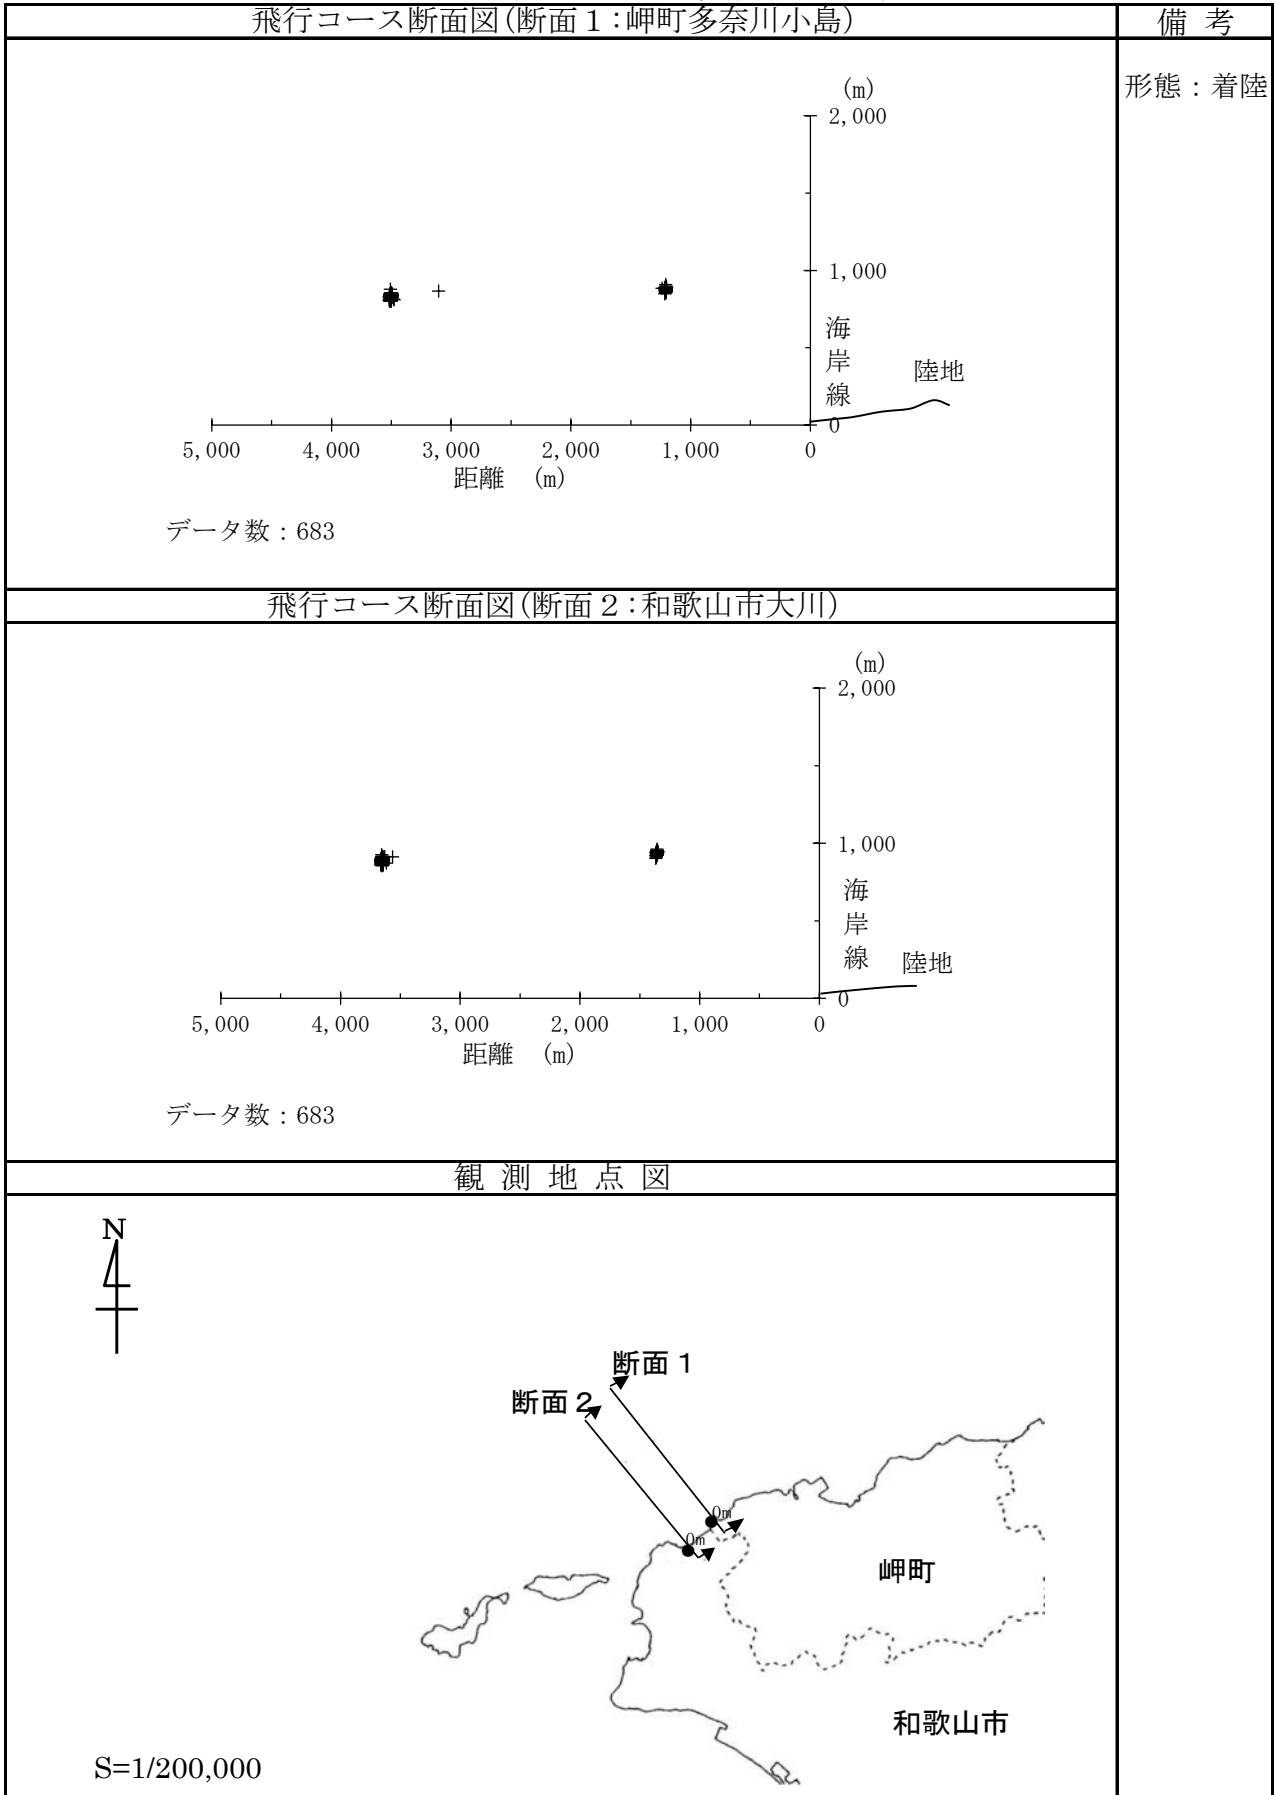 飛行コース断面図(断面１:岬町多奈川小島)
備 考
形態：着陸
(m)
2,000
1,000
海岸線
陸地
0
5,000 4,000 3,000 2,000 1,000 0
距離 (m)
データ数：683
飛行コース断面図(断面２:和歌山市大川)
(m)
2,000
1,000
海岸線
陸地
0
5,000 4,000 3,000 2,000 1,000 0
距離 (m)
データ数：683
観 測 地 点 図
N
断面１
断面２
0m
0m
岬町
和歌山市
S=1/200,000